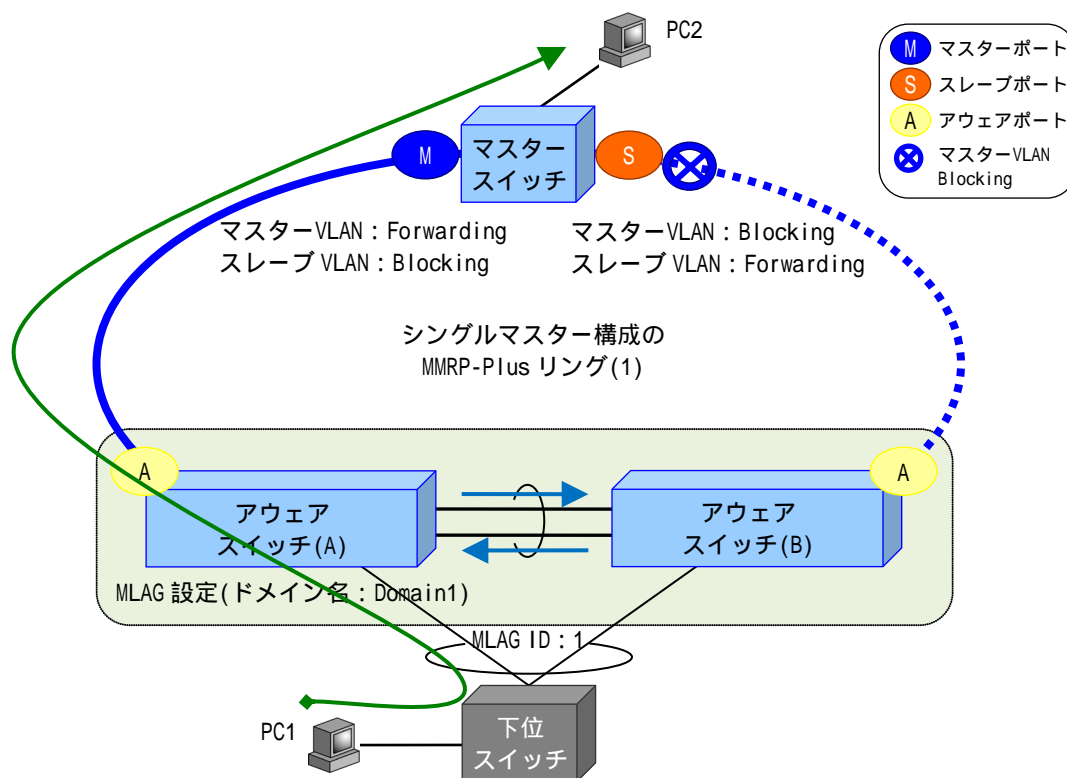 PC2
M マスターポート
S スレーブポート
A アウェアポート
マスターVLAN
Blocking
M
マスター
スイッチ
S
マスターVLAN：Forwarding
スレーブ VLAN：Blocking
マスターVLAN：Blocking
スレーブ VLAN：Forwarding
シングルマスター構成の
MMRP-Plus リング(1)
A
A
アウェア
スイッチ(A)
アウェア
スイッチ(B)
MLAG 設定(ドメイン名：Domain1)
MLAG ID：1
PC1
下位
スイッチ